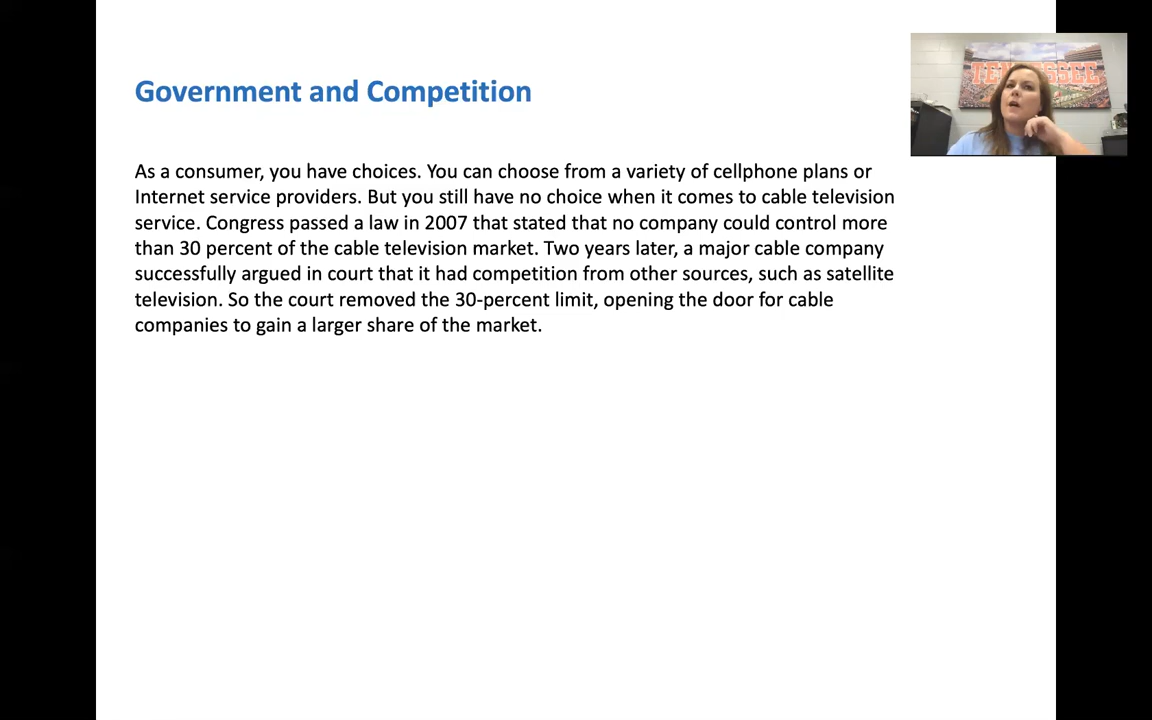 Government and Competition
As a consumer, you have choices. You can choose from a variety of cellphone plans or
Internet service providers. But you still have no choice when it comes to cable television
service. Congress passed a law in 2007 that stated that no company could control more
than 30 percent of the cable television market. Two years later, a major cable company
successfully argued in court that it had competition from other sources, such as satellite
television. So the court removed the 30-percent limit, opening the door for cable
companies to gain a larger share of the market.
TENNESSEE